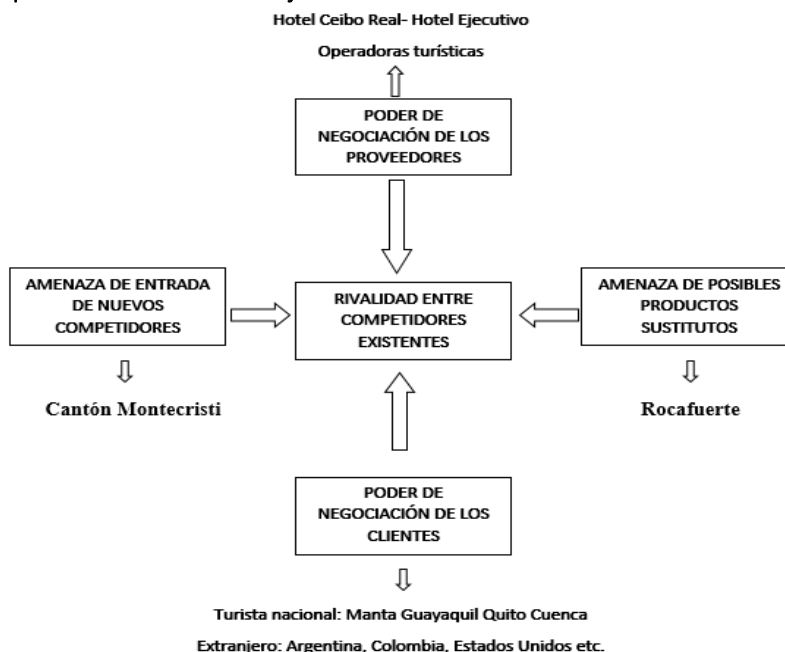 Hotel Ceibo Real- Hotel Ejecutivo
Operadoras turísticas
PODER DE
NEGOCIACIÓN DE LOS
PROVEEDORES
AMENAZA DE ENTRADA
DE NUEVOS
COMPETIDORES
RIVALIDAD ENTRE
COMPETIDORES
EXISTENTES
AMENAZA DE POSIBLES
PRODUCTOS
SUSTITUTOS
Cantón Montecristi
Rocafuerte
PODER DE
NEGOCIACIÓN DE LOS
CLIENTES
Turista nacional: Manta Guayaquil Quito Cuenca
Extranjero: Argentina, Colombia, Estados Unidos etc.